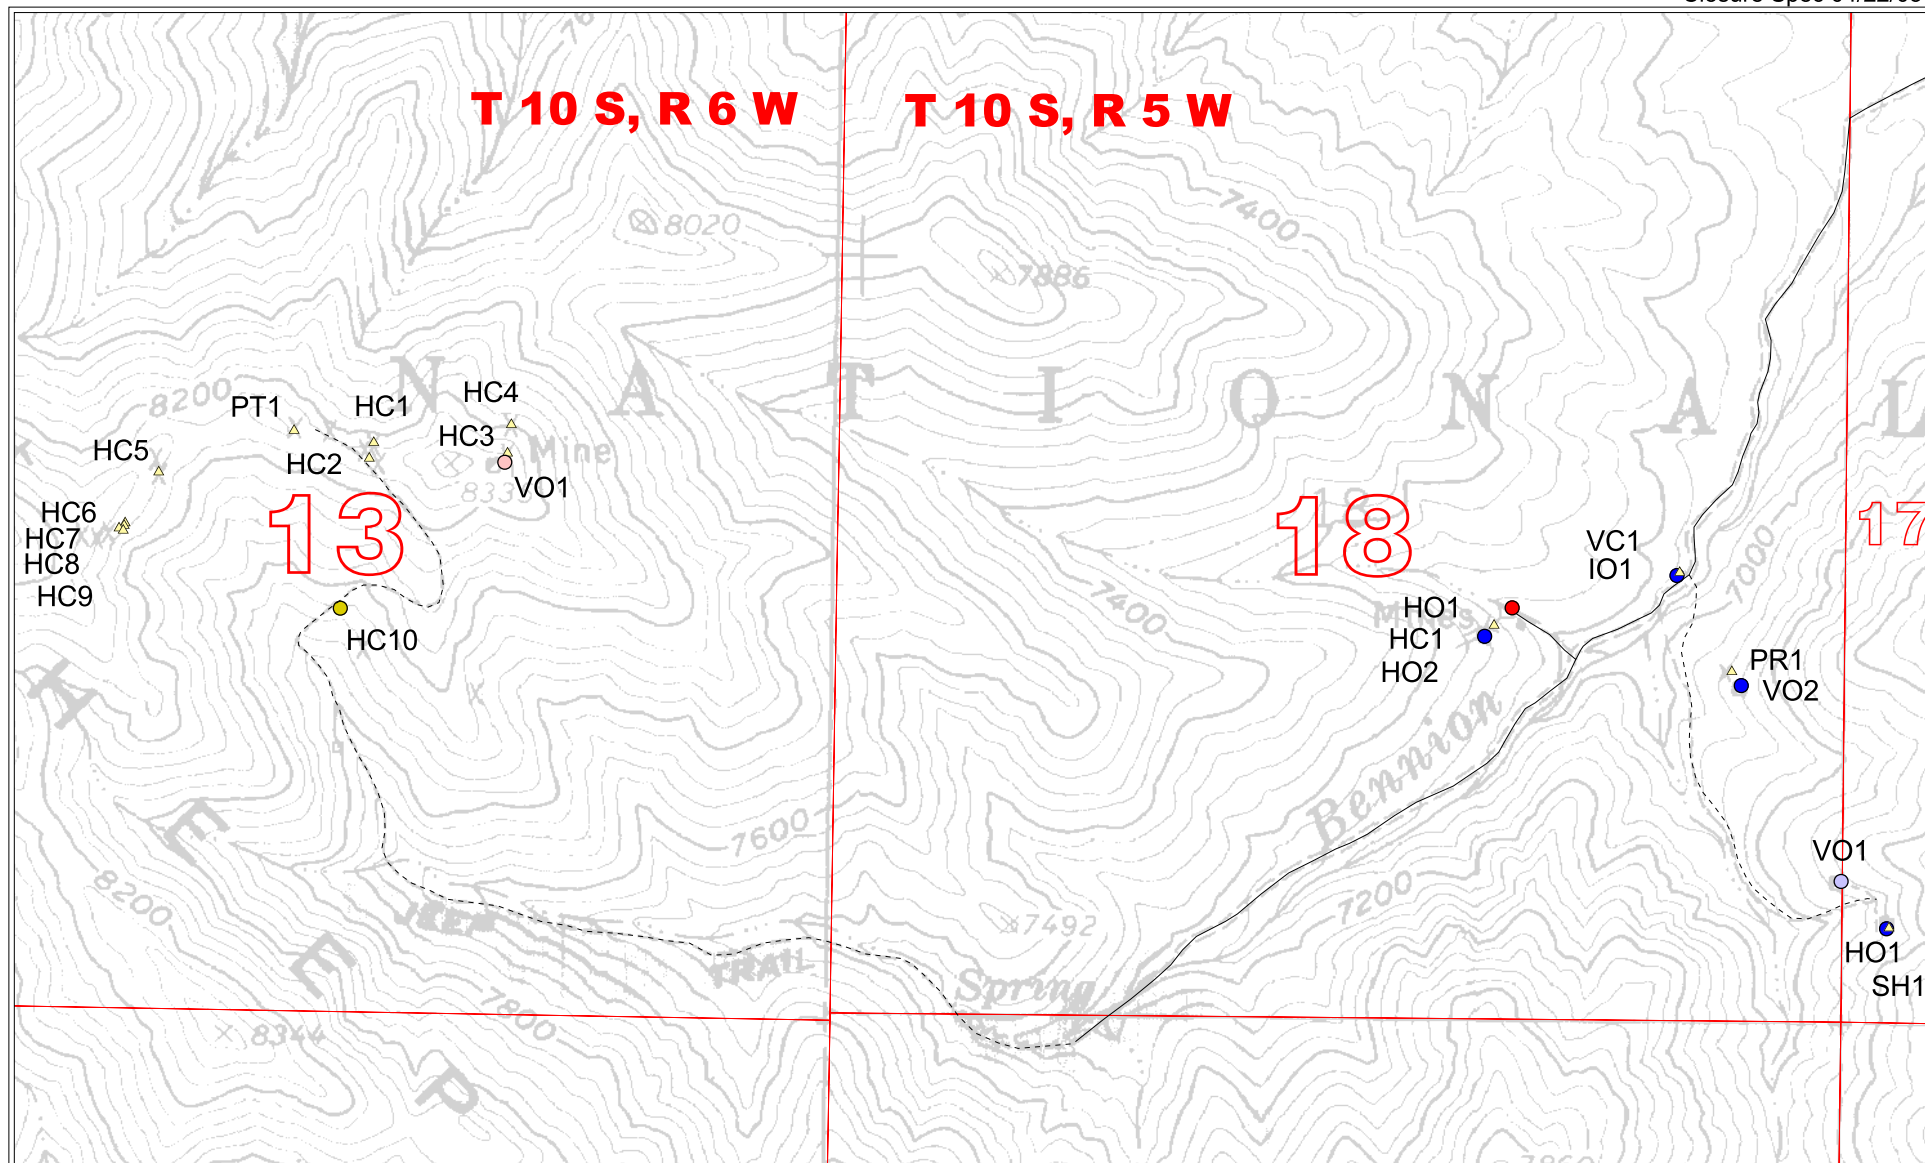 T 10 S, R 6 W
T 10 S, R 5 W
8020
7886
7400
N A T I O N A L
8200
PT1
HC1
HC4
HC5
HC2
HC3
Mine
VO1
HC6
HC7
HC8
HC9
13
18
17
VC1
IO1
7000
7400
HO1
HC1
HO2
HC10
PR1
VO2
Bennion
7600
8200
7200
VO1
JEEP
TRAIL
7492
Spring
HO1
SH1
7800
8344